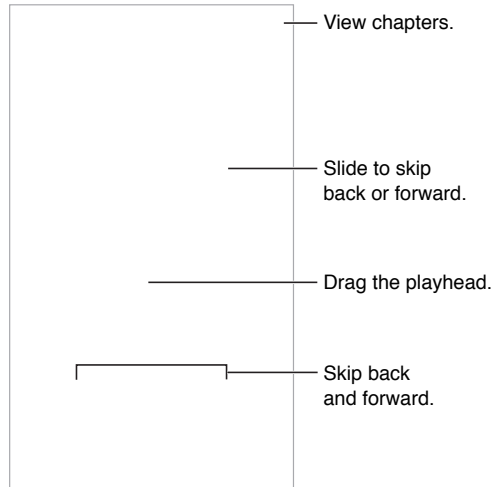 View chapters.
Slide to skip
back or forward.
Drag the playhead.
Skip back
and forward.